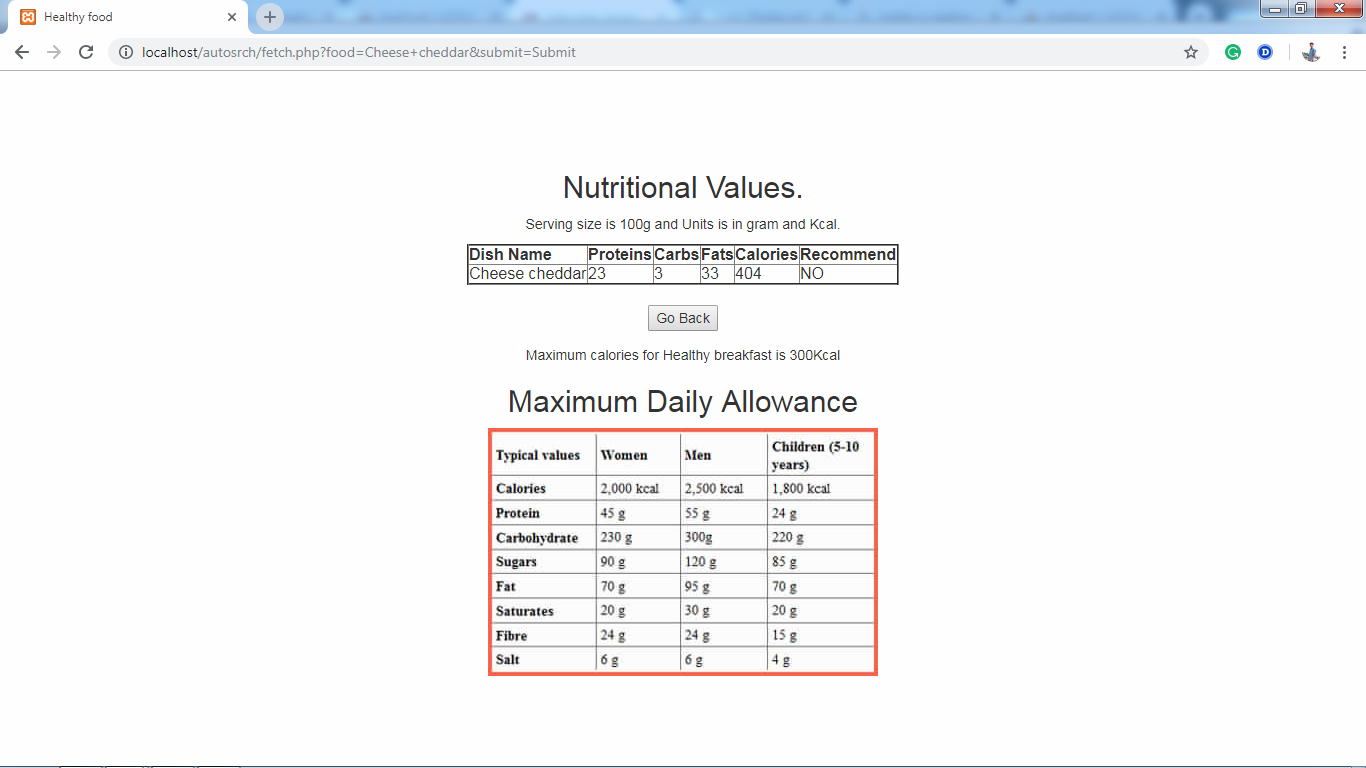 Healthy food
localhost/autosrch/fetch.php?food=Cheese+cheddar&submit=Submit
Nutritional Values.
Serving size is 100g and Units is in gram and Kcal.
Dish Name Proteins Carbs Fats Calories Recommend
Cheese cheddar 23 3 33 404 NO
Go Back
Maximum calories for Healthy breakfast is 300Kcal
Maximum Daily Allowance
Typical values Women Men Children (5-10
years)
Calories 2,000 kcal 2,500 kcal 1,800 kcal
Protein 45 g 55 g 24 g
Carbohydrate 230 g 300g 220 g
Sugars 90 g 120 g 85 g
Fat 70 g 95 g 70 g
Saturates 20 g 30 g 20 g
Fibre 24 g 24 g 15 g
Salt 6 g 6 g 4 g